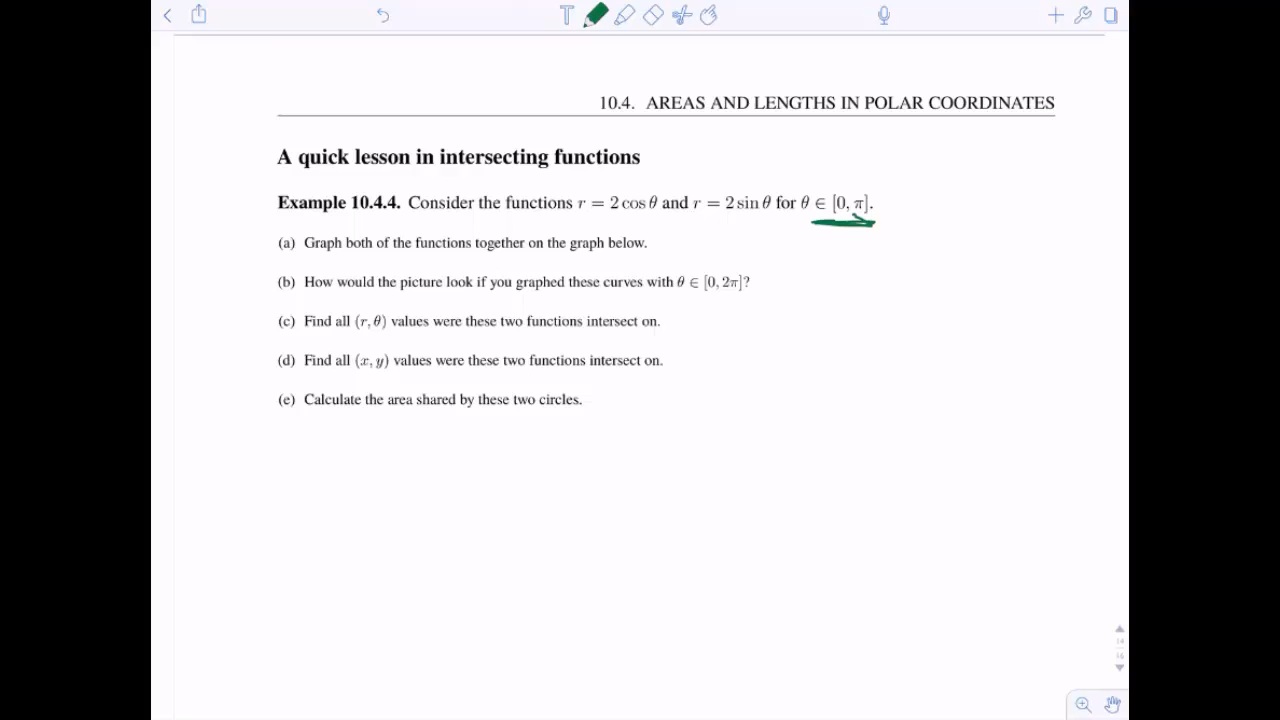 10.4. AREAS AND LENGTHS IN POLAR COORDINATES
A quick lesson in intersecting functions
Example 10.4.4. Consider the functions r = 2 cos θ and r = 2 sin θ for θ ∈ [0, π].
(a) Graph both of the functions together on the graph below.
(b) How would the picture look if you graphed these curves with θ ∈ [0, 2π]?
(c) Find all (r, θ) values were these two functions intersect on.
(d) Find all (x, y) values were these two functions intersect on.
(e) Calculate the area shared by these two circles.